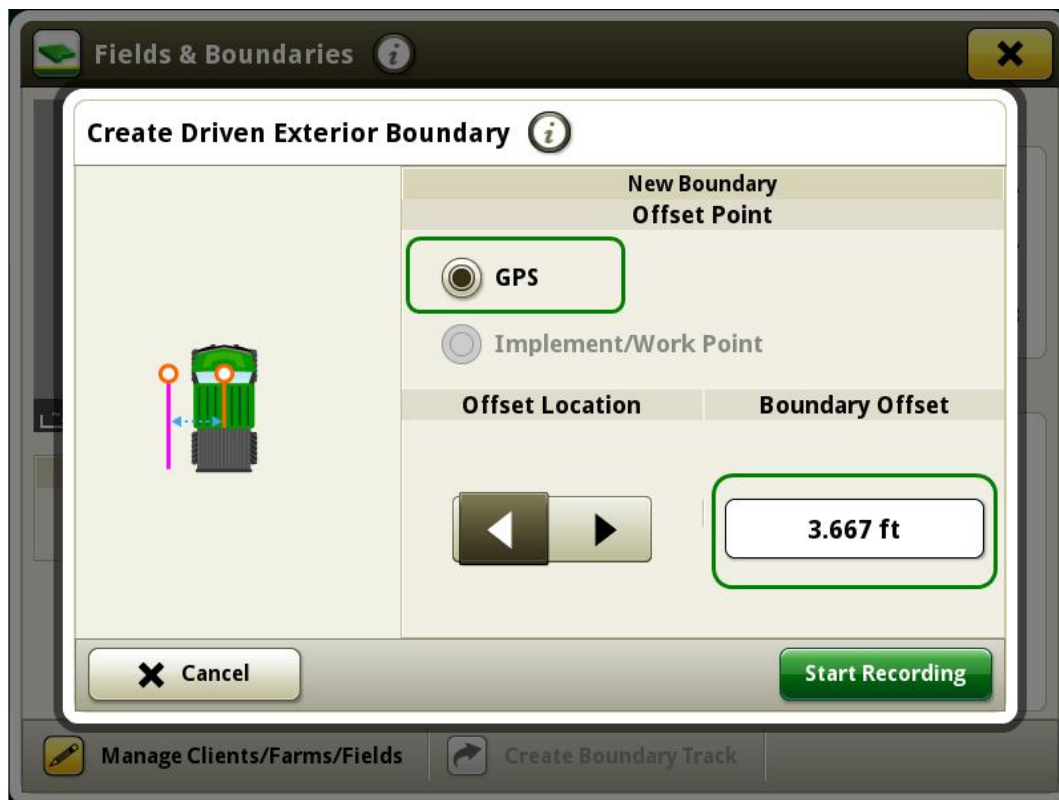 Fields & Boundaries
Create Driven Exterior Boundary
New Boundary
Offset Point
GPS
Implement/Work Point
Offset Location
Boundary Offset
3.667 ft
Cancel
Start Recording
Manage Clients/Farms/Fields
Create Boundary Track